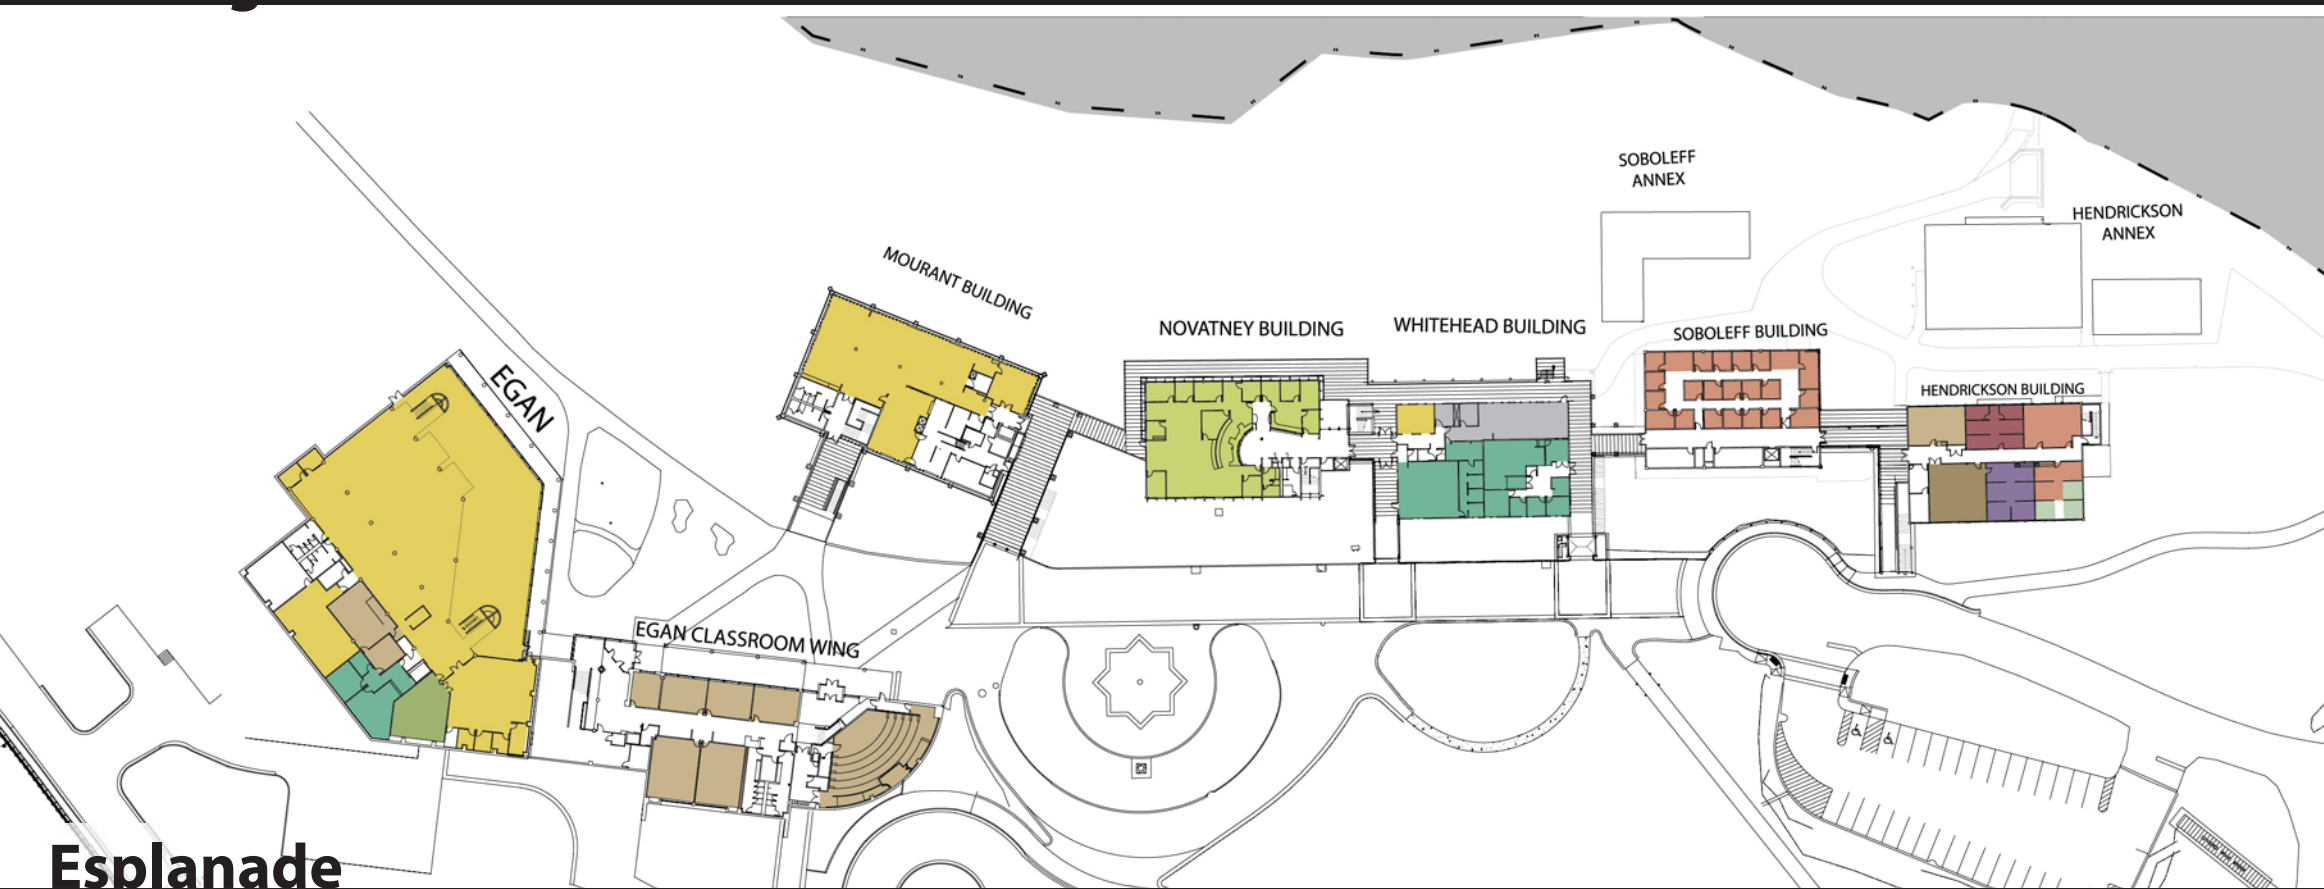 SOBOLEFF
ANNEX
HENDRICKSON
ANNEX
MOURANT BUILDING
NOVATNEY BUILDING
WHITEHEAD BUILDING
SOBOLEFF BUILDING
EGAN
HENDRICKSON BUILDING
EGAN CLASSROOM WING
Esplanade